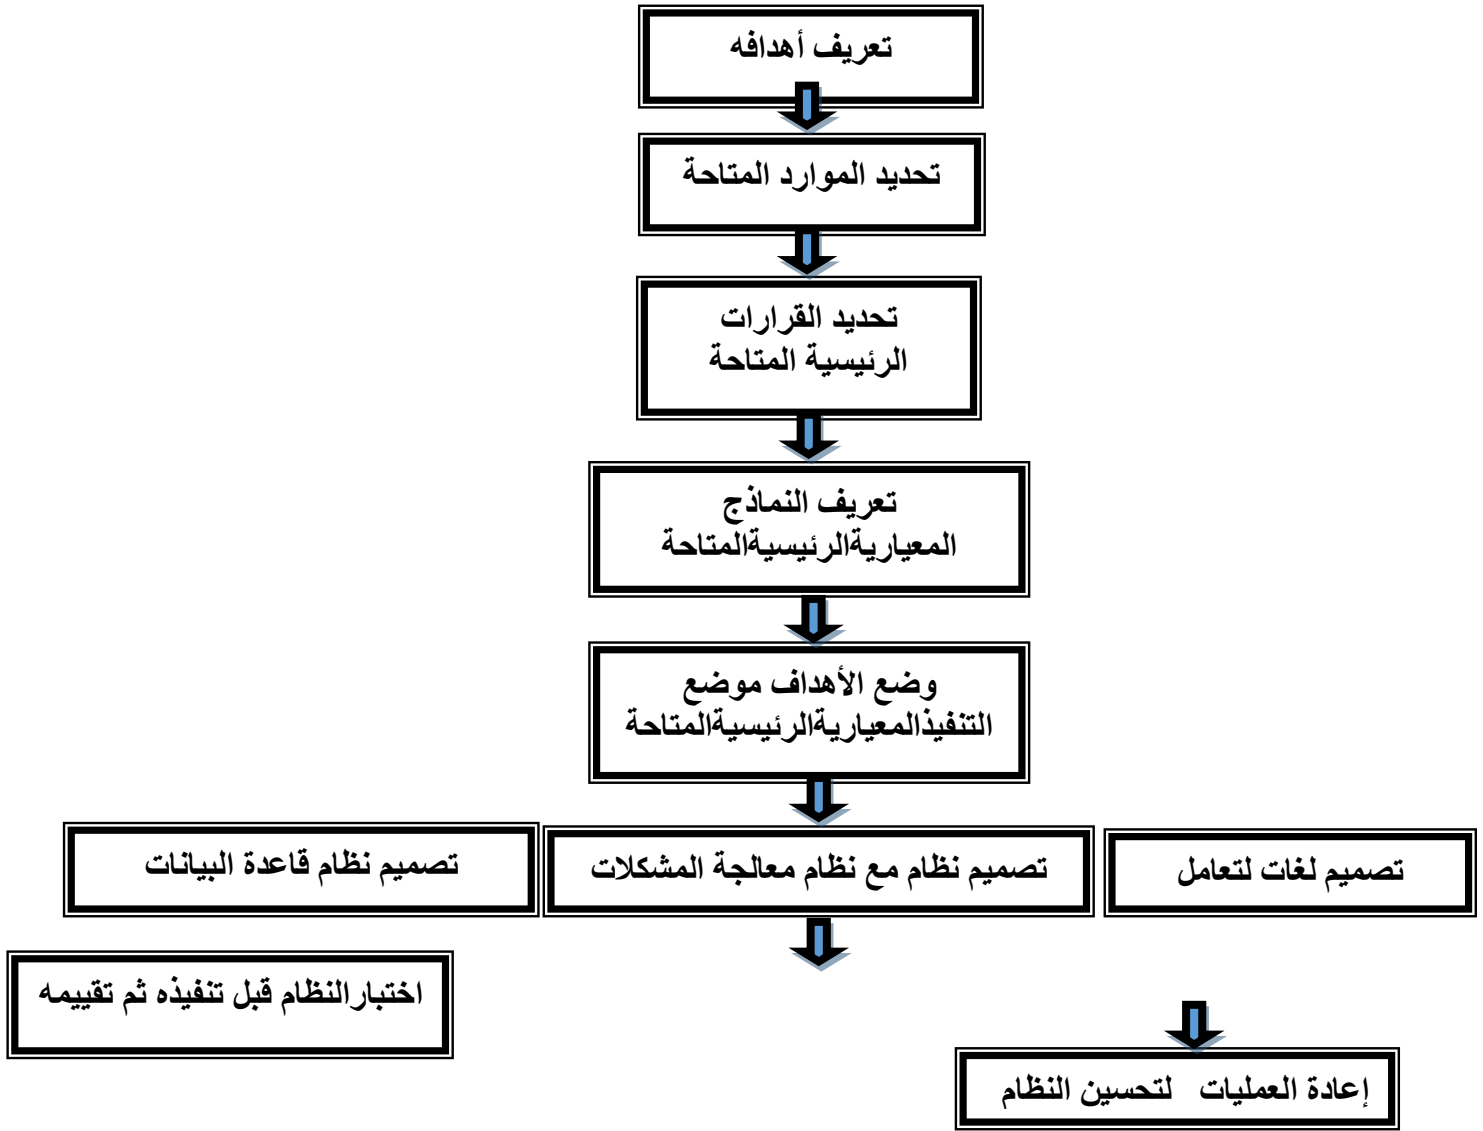 تعريف أهدافه
تحديد الموارد المتاحة
تحديد القرارات
الرئيسية المتاحة
تعريف النماذج
المعياريةالرئيسيةالمتاحة
وضع الأهداف موضع
التنفيذالمعياريةالرئيسيةالمتاحة
تصميم لغات لتعامل
تصميم نظام مع نظام معالجة المشكلات
تصميم نظام قاعدة البيانات
اختبارالنظام قبل تنفيذه ثم تقييمه
إعادة العمليات لتحسين النظام